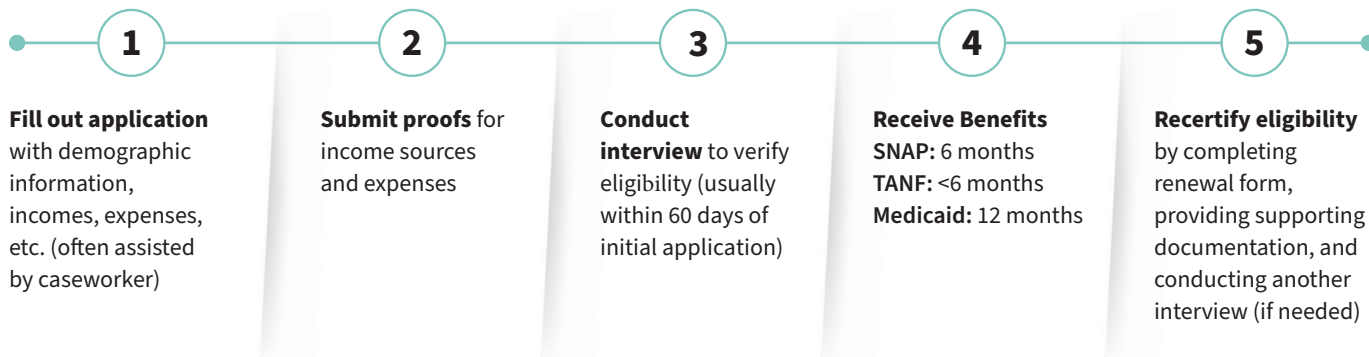 1
Fill out application
with demographic
information,
incomes, expenses,
etc. (often assisted
by caseworker)
2
Submit proofs for
income sources
and expenses
3
Conduct
interview to verify
eligibility (usually
within 60 days of
initial application)
4
Receive Benefits
SNAP: 6 months
TANF: <6 months
Medicaid: 12 months
5
Recertify eligibility
by completing
renewal form,
providing supporting
documentation, and
conducting another
interview (if needed)